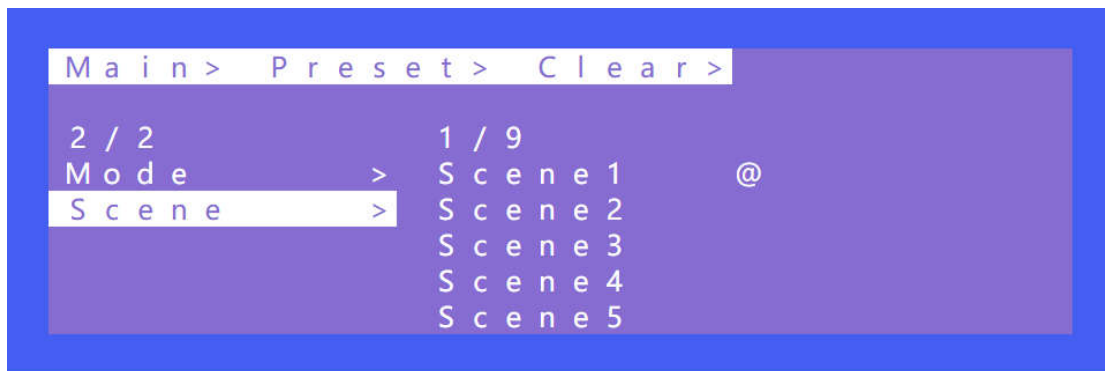 Main> Preset> Clear>
2/2 1/9
Mode > Scene1 @
Scene > Scene2
Scene3
Scene4
Scene5